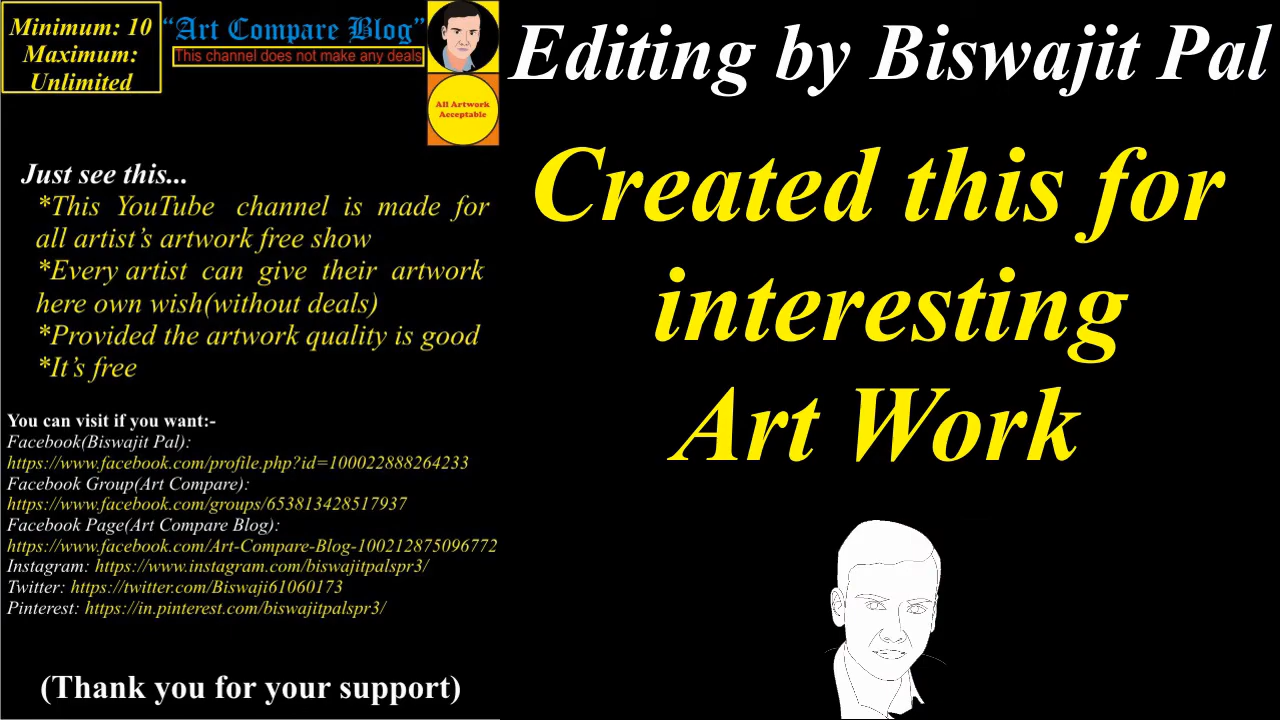 Minimum: 10
Maximum:
Unlimited
“Art Compare Blog”
This channel does not make any deals
All Artwork
Acceptable
Just see this...
*This YouTube channel is made for
all artist’s artwork free show
*Every artist can give their artwork
here own wish(without deals)
*Provided the artwork quality is good
*It’s free
You can visit if you want:-
Facebook(Biswajit Pal):
https://www.facebook.com/profile.php?id=100022888264233
Facebook Group(Art Compare):
https://www.facebook.com/groups/653813428517937
Facebook Page(Art Compare Blog):
https://www.facebook.com/Art-Compare-Blog-100212875096772
Instagram: https://www.instagram.com/biswajitpalspr3/
Twitter: https://twitter.com/Biswaji61060173
Pinterest: https://in.pinterest.com/biswajitpalspr3/
(Thank you for your support)
Editing by Biswajit Pal
Created this for
interesting
Art Work